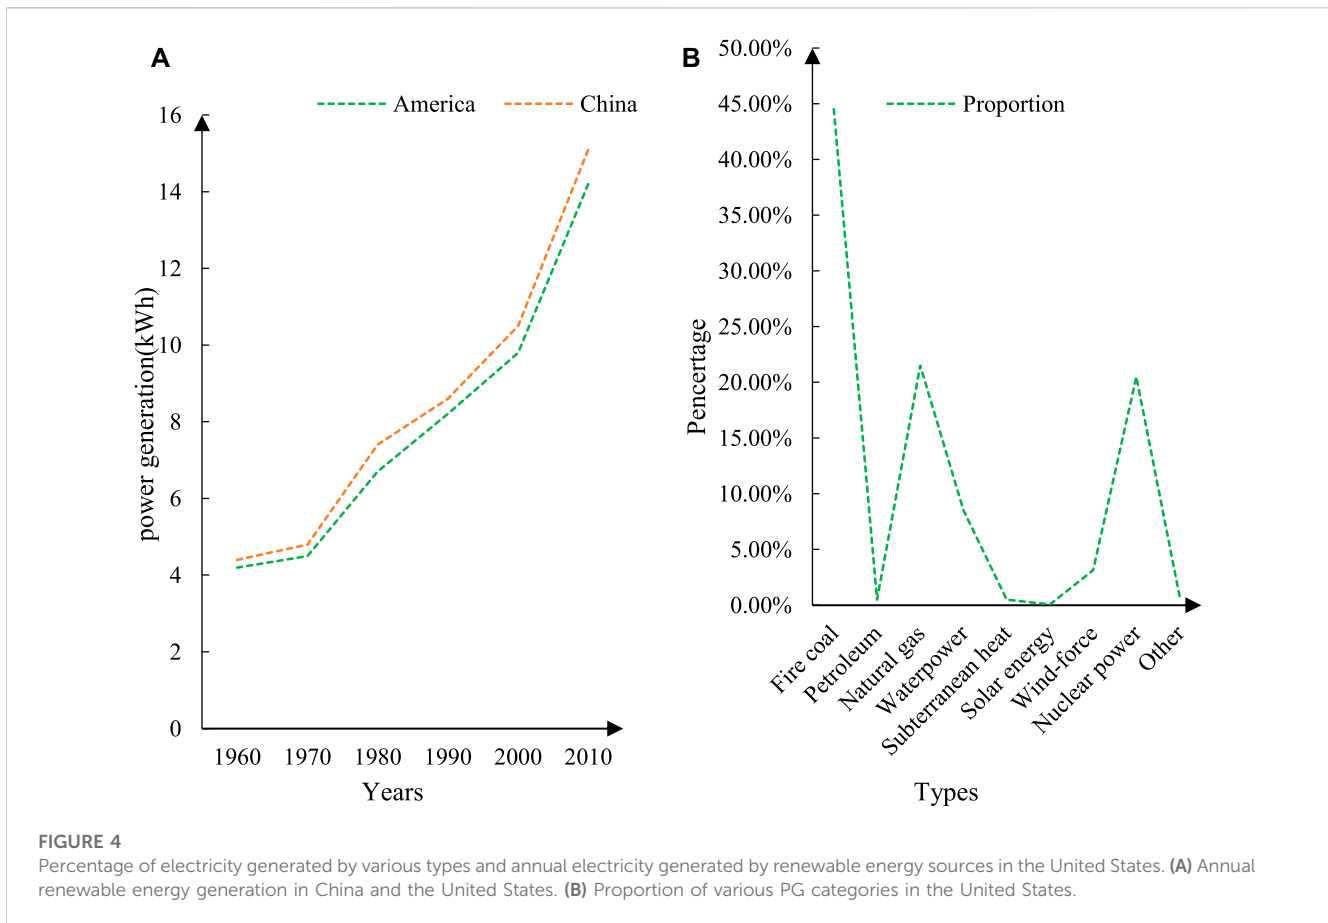 A
America
China
16
14
12
10
8
6
4
2
0
power generation(kWh)
1960 1970 1980 1990 2000 2010
Years
B
Proportion
50.00%
45.00%
40.00%
35.00%
30.00%
25.00%
20.00%
15.00%
10.00%
5.00%
0.00%
Pencertage
Fire coal
Petroleum
Natural gas
Waterpower
Subterranean heat
Solar energy
Wind-force
Nuclear power
Other
Types
FIGURE 4
Percentage of electricity generated by various types and annual electricity generated by renewable energy sources in the United States. (A) Annual
renewable energy generation in China and the United States. (B) Proportion of various PG categories in the United States.